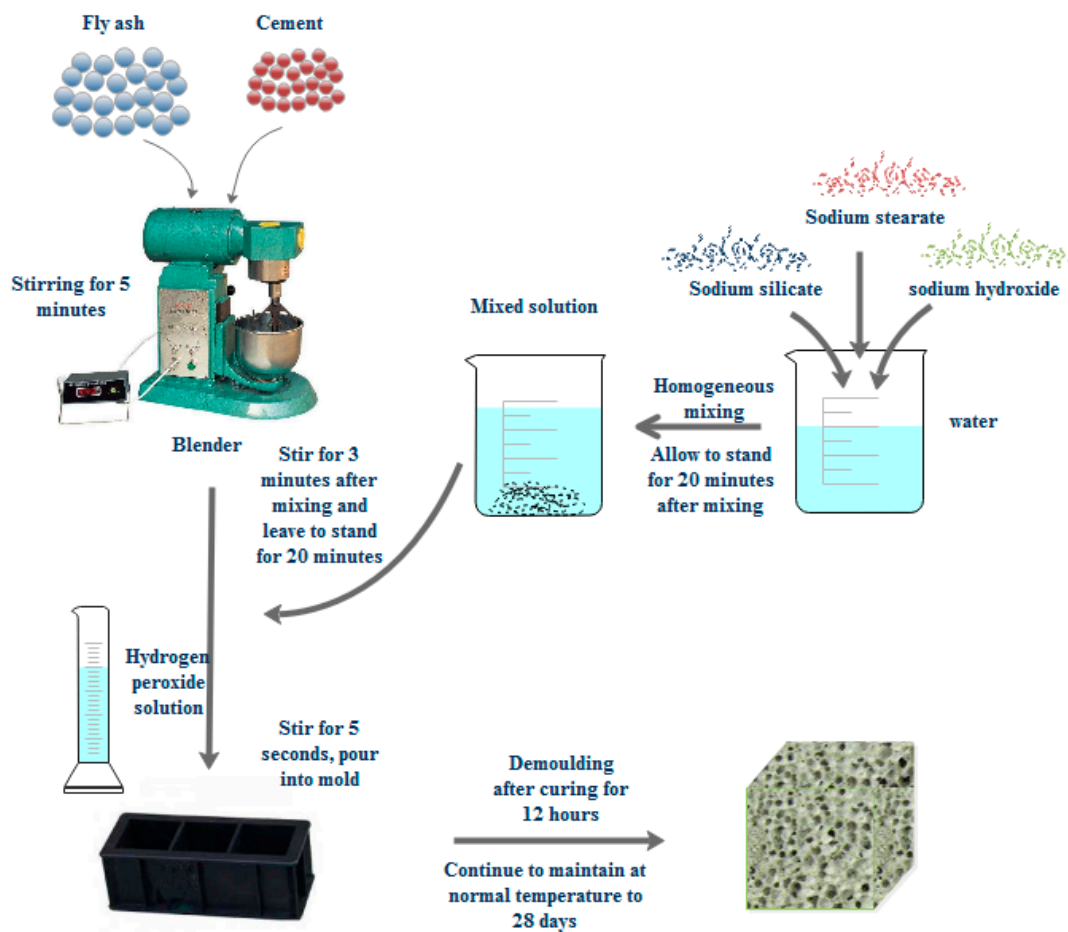 Fly ash
Cement
Stirring for 5
minutes
Blender
Sodium stearate
Sodium silicate
sodium hydroxide
water
Homogeneous
mixing
Allow to stand
for 20 minutes
after mixing
Mixed solution
Stir for 3
minutes after
mixing and
leave to stand
for 20 minutes
Hydrogen
peroxide
solution
Stir for 5
seconds, pour
into mold
Demoulding
after curing for
12 hours
Continue to maintain at
normal temperature to
28 days